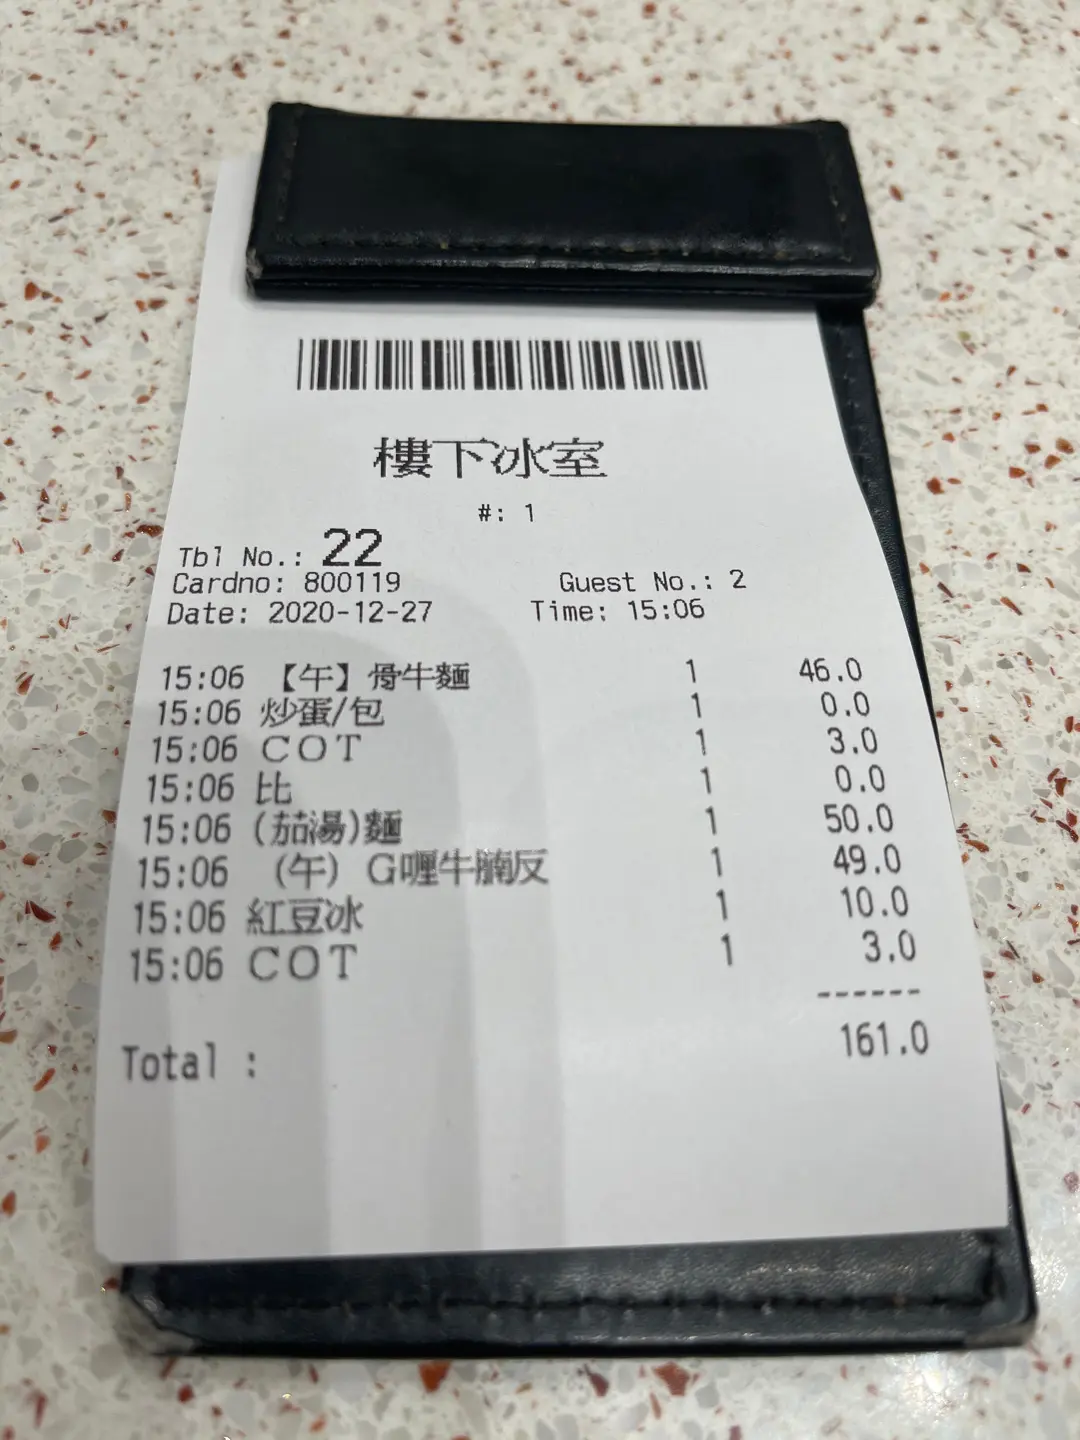 樓下冰室
#: 1
Tbl No.: 22
Cardno: 800119 Guest No.: 2
Date: 2020-12-27 Time: 15:06
15:06 【午】骨牛麵 1 46.0
15:06 炒蛋/包 1 0.0
15:06 COT 1 3.0
15:06 比 1 0.0
15:06 (茄湯)麵 1 50.0
15:06 (午) G喱牛腩反 1 49.0
15:06 紅豆冰 1 10.0
15:06 COT 1 3.0
------
Total : 161.0